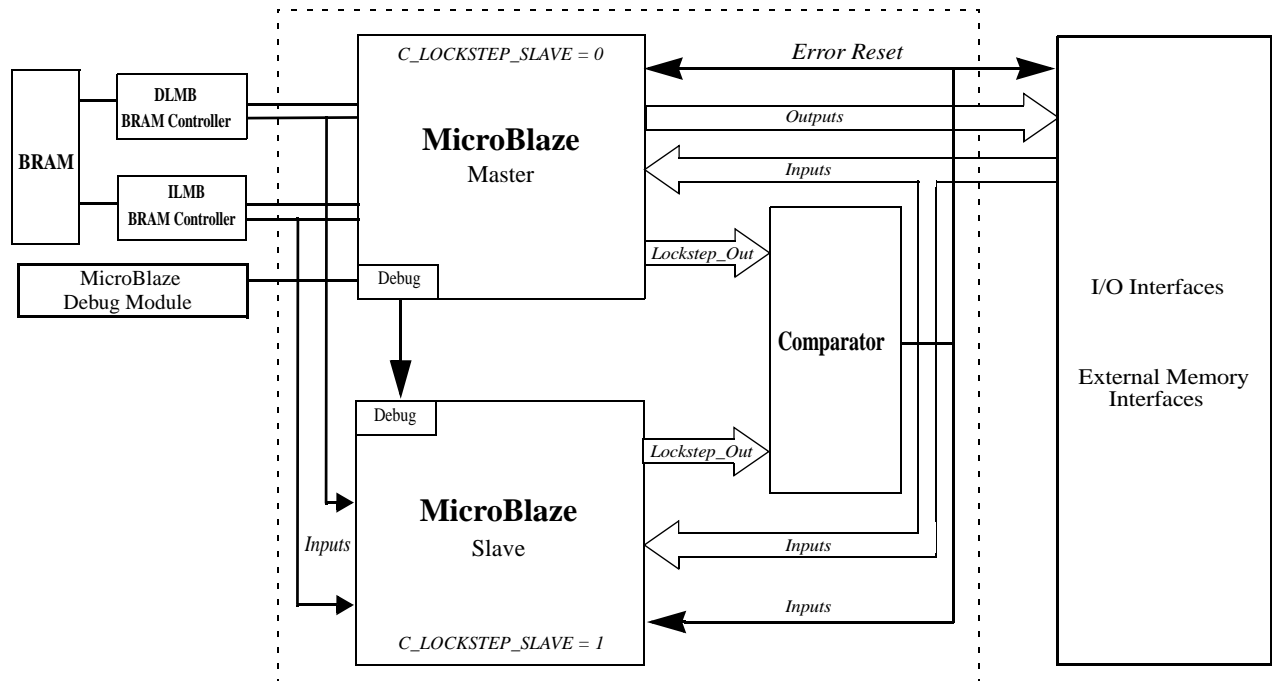 C_LOCKSTEP_SLAVE = 0
Error Reset
DLMB
BRAM Controller
Outputs
MicroBlaze
Master
BRAM
Inputs
ILMB
BRAM Controller
Lockstep_Out
MicroBlaze
Debug Module
Debug
I/O Interfaces
Comparator
External Memory
Interfaces
Debug
Lockstep_Out
MicroBlaze
Slave
Inputs
Inputs
Inputs
C_LOCKSTEP_SLAVE = 1